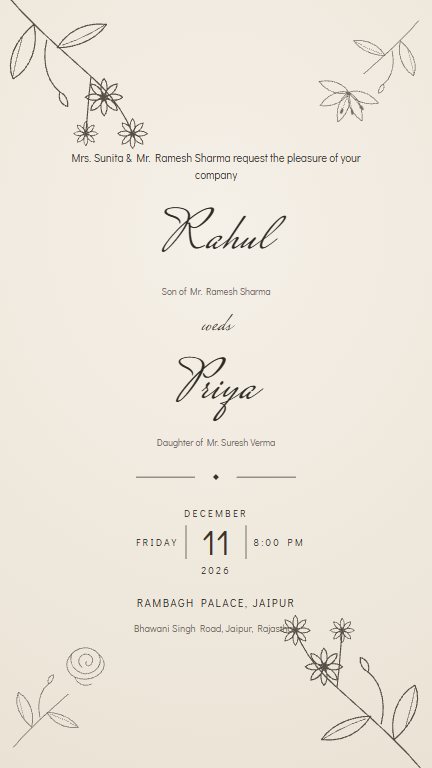 Mrs. Sunita & Mr. Ramesh Sharma request the pleasure of your
company
Rahul
Son of Mr. Ramesh Sharma
weds
Priya
Daughter of Mr. Suresh Verma
DECEMBER
FRIDAY 11 8:00 PM
2026
RAMBAGH PALACE, JAIPUR
Bhawani Singh Road, Jaipur,